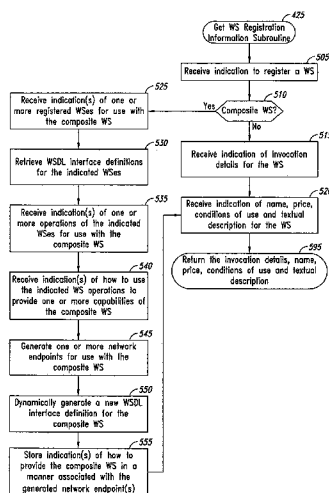 425
Get WS Registration
Information Subrouting
505
Receive indication to register a WS
510
Composite WS?
Yes
No
525
Receive indication(s) of one or
more registered WSes for use with
the composite WS
530
Retrieve WSDL interface definitions
for the indicated WSes
535
Receive indication(s) of one or
more operations of the indicated
WSes for use with the
composite WS
540
Receive indication(s) of how to use
the indicated WS operations to
provide one or more capabilities of
the composite WS
545
Generate one or more network
endpoints for use with the
composite WS
550
Dynamically generate a new WSDL
interface definition for the
composite WS
555
Store indication(s) of how to
provide the composite WS in a
manner associated with the
generated network endpoint(s)
515
Receive indication of invocation
details for the WS
520
Receive indication of name, price,
conditions of use and textual
description for the WS
595
Return the invocation details, name,
price, conditions of use and textual
description